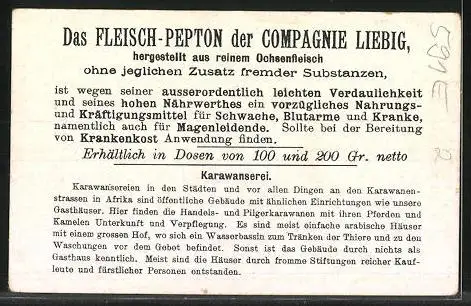 Das FLEISCH-PEPTON der COMPAGNIE LIEBIG,
hergestellt aus reinem Ochsenfleisch
ohne jeglichen Zusatz fremder Substanzen,
ist wegen seiner ausserordentlich leichten Verdaulichkeit
und seines hohen Nährwerthes ein vorzügliches Nahrungs-
und Kräftigungsmittel für Schwache, Blutarme und Kranke,
namentlich auch für Magenleidende. Sollte bei der Bereitung
von Krankenkost Anwendung finden.
Erhältlich in Dosen von 100 und 200 Gr. netto
Karawanserei.
Karawansereien in den Städten und vor allen Dingen an den Karawanen-
strassen in Afrika sind öffentliche Gebäude mit ähnlichen Einrichtungen wie unsere
Gasthäuser. Hier finden die Handels- und Pilgerkarawanen mit ihren Pferden und
Kamelen Unterkunft und Verpflegung. Es sind meist einfache arabische Häuser
mit einem grossen Hof, wo sich ein Wasserbassin zum Tränken der Thiere und zu den
Waschungen vor dem Gebot befindet. Sonst ist das Gebäude durch nichts als
Gasthaus kenntlich. Meist sind die Häuser durch fromme Stiftungen reicher Kauf-
leute und fürstlicher Personen entstanden.